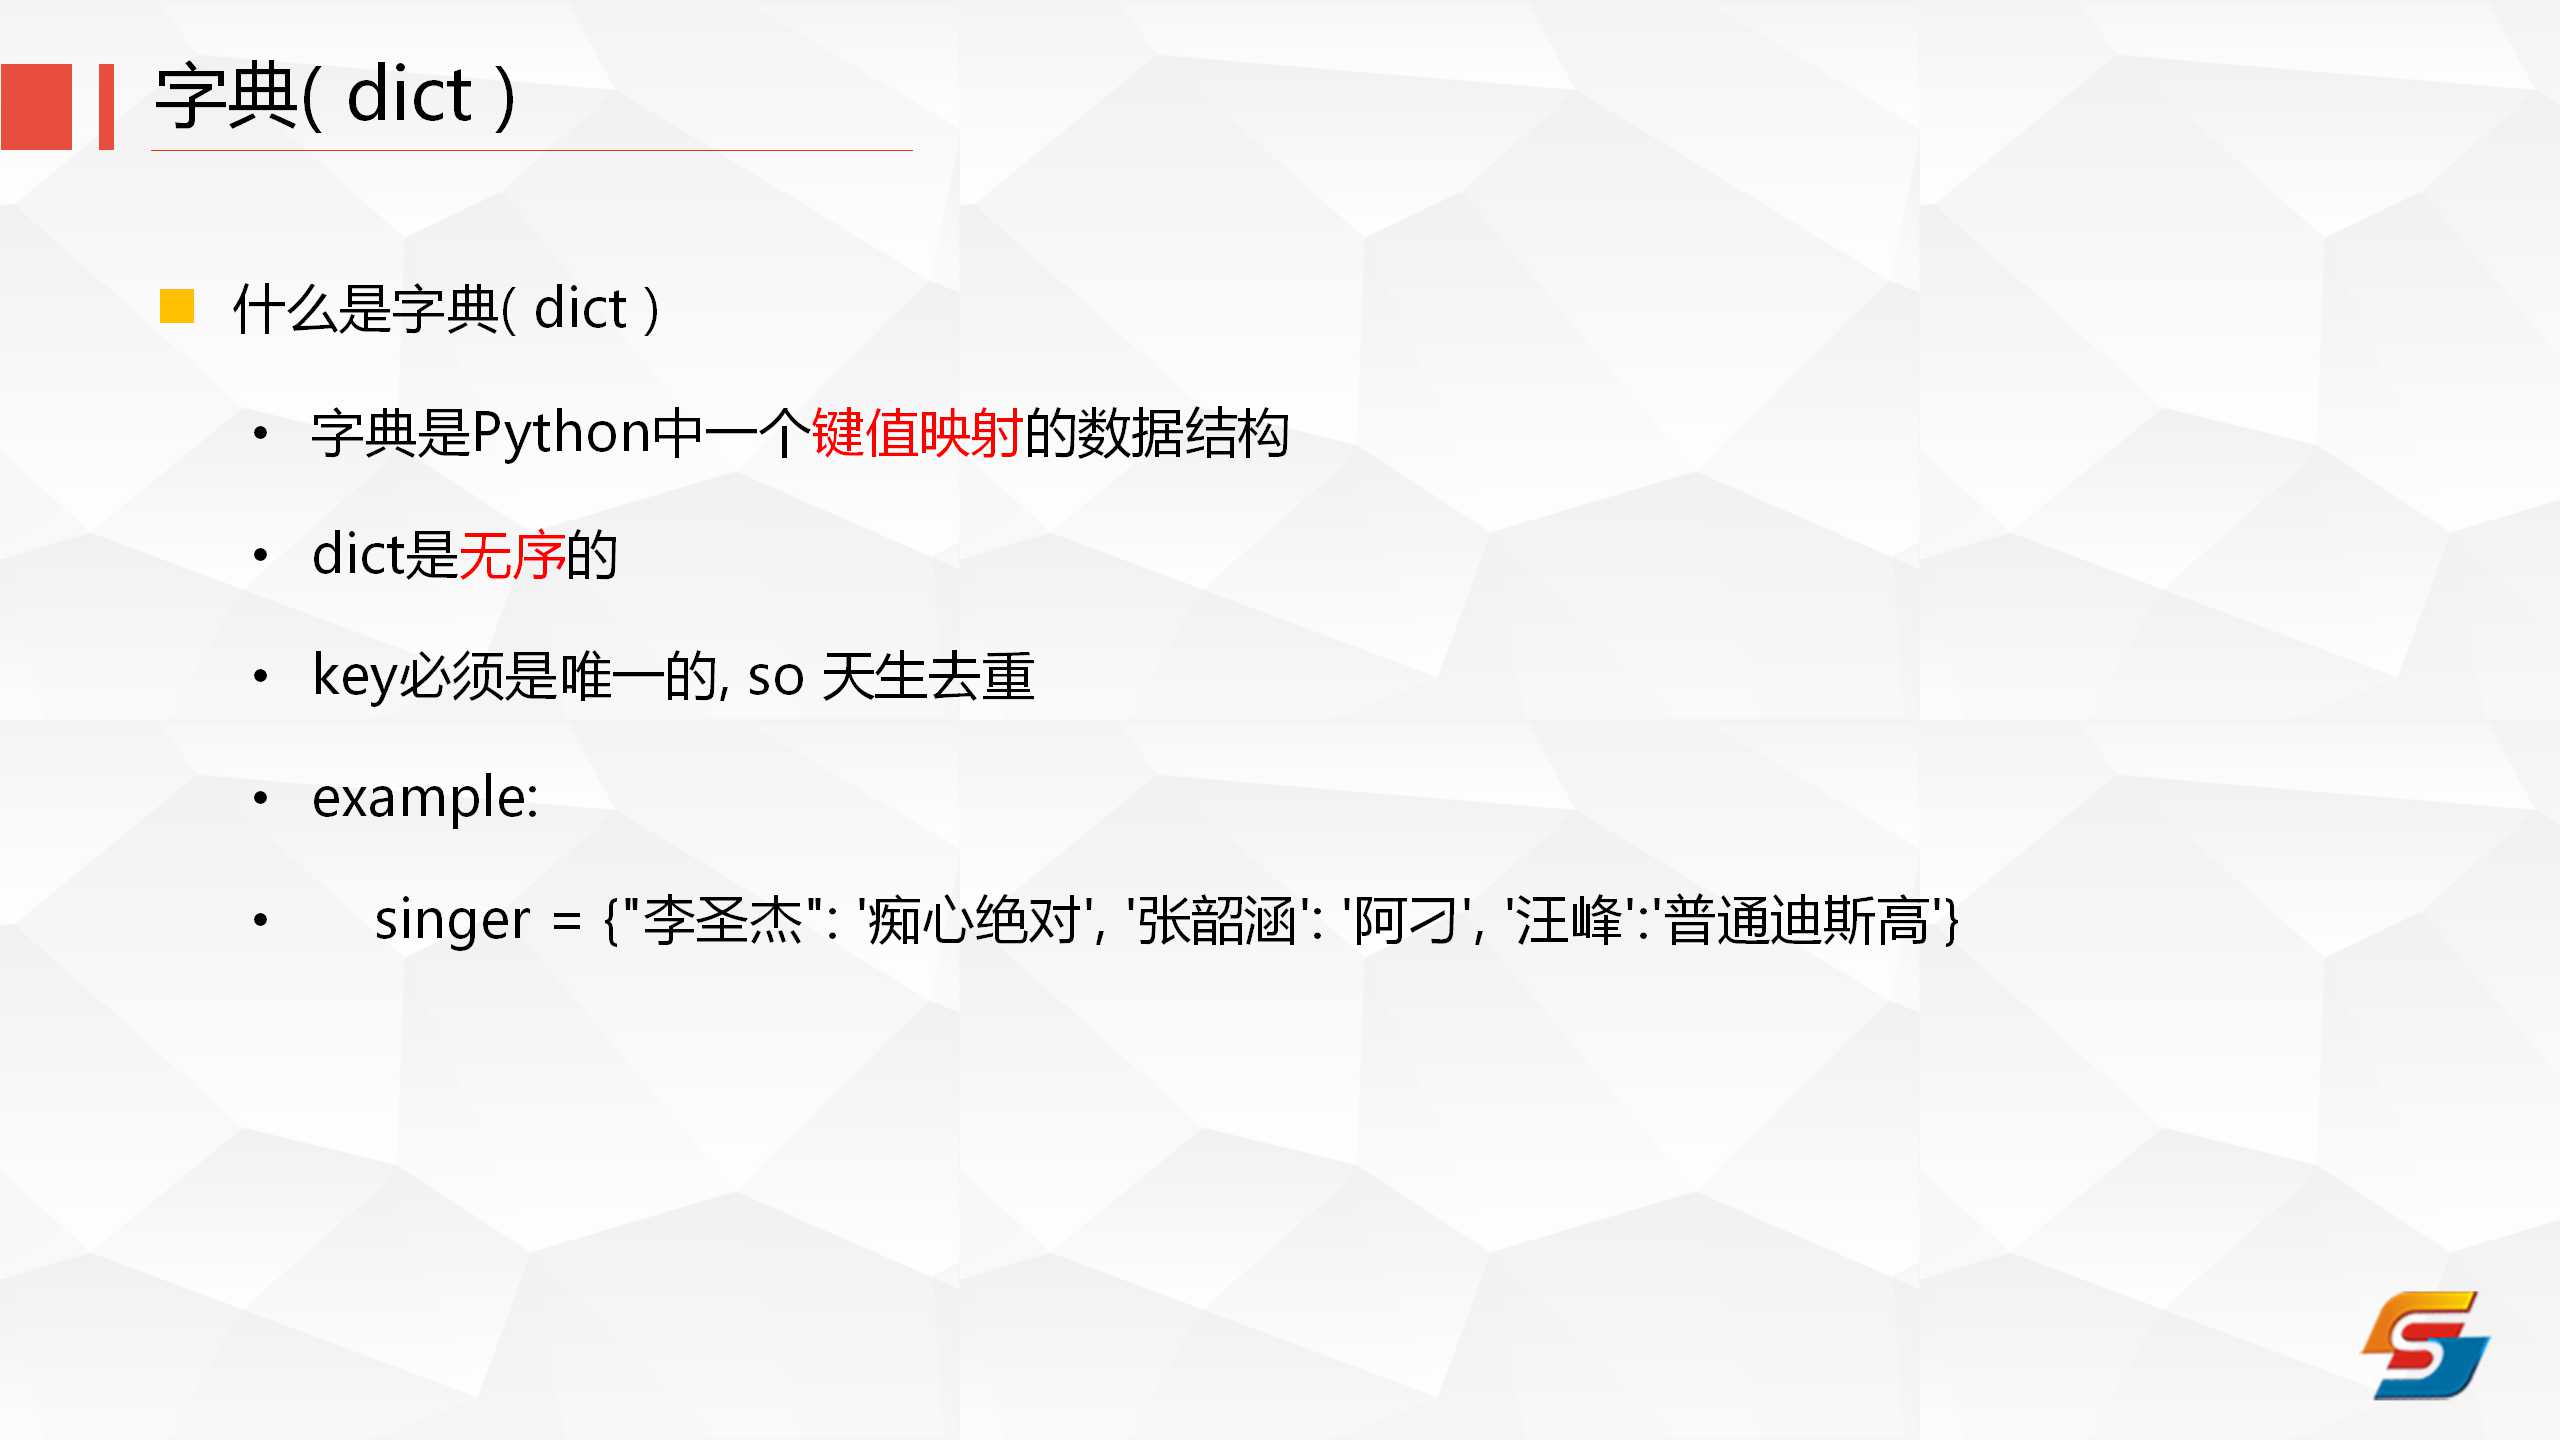 字典( dict )
什么是字典( dict )
• 字典是Python中一个键值映射的数据结构
• dict是无序的
• key必须是唯一的, so 天生去重
• example:
• singer = {"李圣杰": '痴心绝对', '张韶涵': '阿刁', '汪峰':'普通迪斯高'}